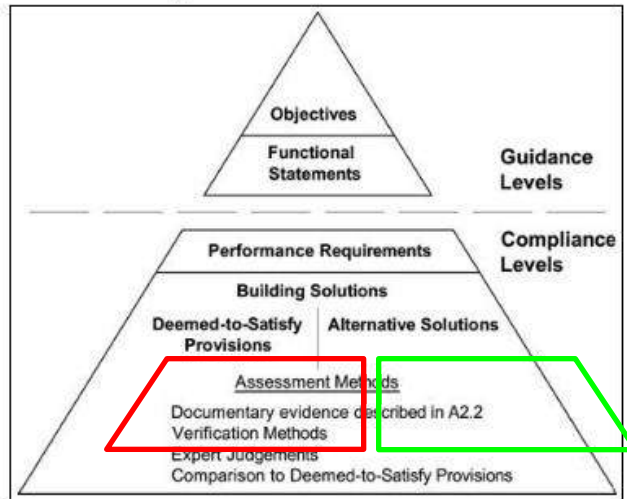 Objectives
Functional
Statements
Guidance
Levels
Compliance
Levels
Performance Requirements
Building Solutions
Deemed-to-Satisfy
Provisions
Alternative Solutions
Assessment Methods
Documentary evidence described in A2.2
Verification Methods
Expert Judgements
Comparison to Deemed-to-Satisfy Provisions